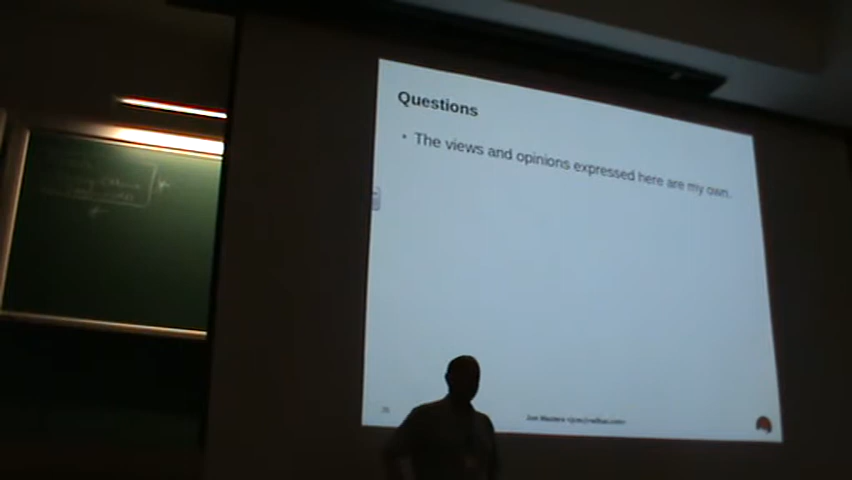 Questions
• The views and opinions expressed here are my own.
Jon Masters <jcm@redhat.com>